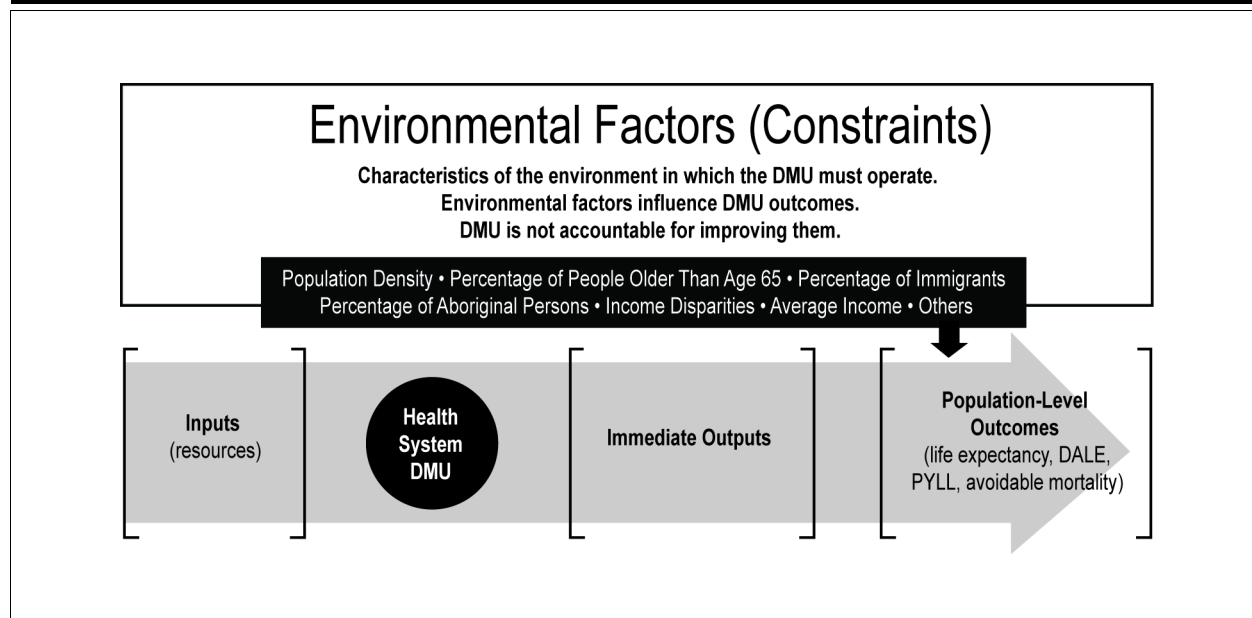 Environmental Factors (Constraints)
Characteristics of the environment in which the DMU must operate.
Environmental factors influence DMU outcomes.
DMU is not accountable for improving them.
Population Density • Percentage of People Older Than Age 65 • Percentage of Immigrants
Percentage of Aboriginal Persons • Income Disparities • Average Income • Others
Inputs
(resources)
Health
System
DMU
Immediate Outputs
Population-Level
Outcomes
(life expectancy, DALE,
PYLL, avoidable mortality)